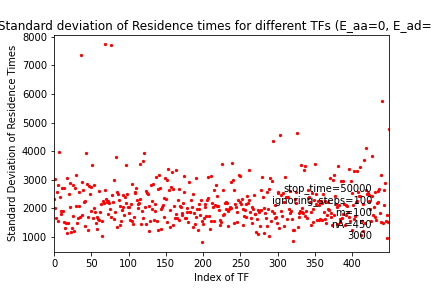 Standard deviation of Residence times for different TFs (E_aa=0, E_ad=
8000
7000
6000
5000
4000
3000
2000
1000
Standard Deviation of Residence Times
stop_time=50000
ignoring_steps=100
m=100
nA=450
3000
0 50 100 150 200 250 300 350 400
Index of TF